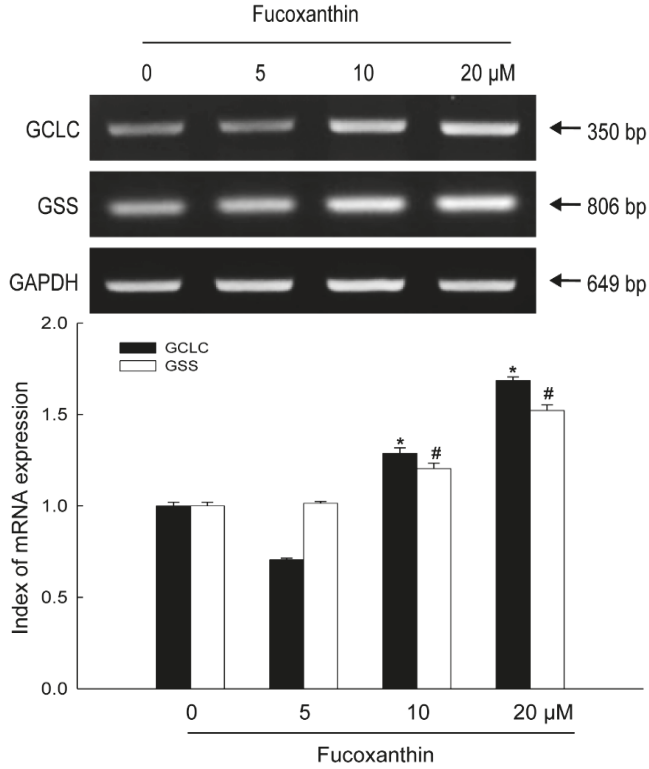 Fucoxanthin
0 5 10 20 μM
GCLC 350 bp
GSS 806 bp
GAPDH 649 bp
2.0
GCLC
GSS
1.5
1.0
0.5
0.0
Index of mRNA expression
* #
* #
0 5 10 20 μM
Fucoxanthin